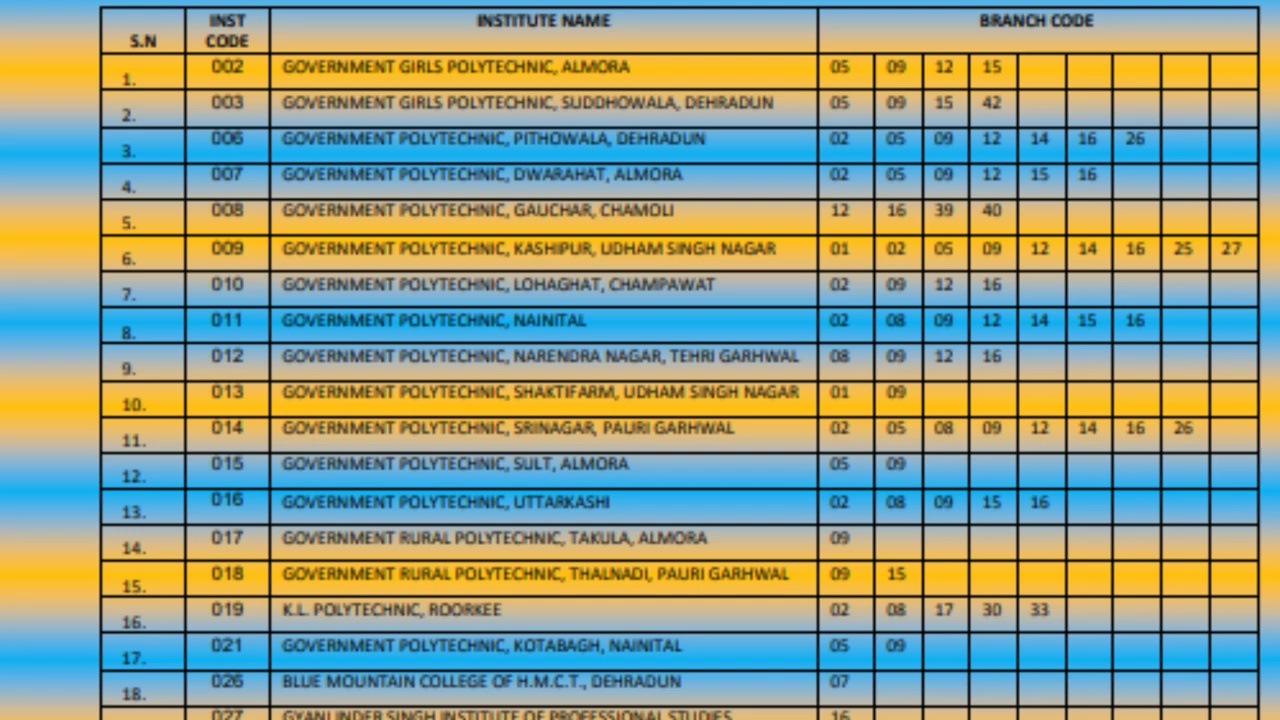 S.N INST CODE INSTITUTE NAME BRANCH CODE
1. 002 GOVERNMENT GIRLS POLYTECHNIC, ALMORA 05 09 12 15
2. 003 GOVERNMENT GIRLS POLYTECHNIC, SUDDHOWALA, DEHRADUN 05 09 15 42
3. 006 GOVERNMENT POLYTECHNIC, PITHOWALA, DEHRADUN 02 05 09 12 14 16 26
4. 007 GOVERNMENT POLYTECHNIC, DWARAHAT, ALMORA 02 05 09 12 15 16
5. 008 GOVERNMENT POLYTECHNIC, GAUCHAR, CHAMOLI 12 16 39 40
6. 009 GOVERNMENT POLYTECHNIC, KASHIPUR, UDHAM SINGH NAGAR 01 02 05 09 12 14 16 25 27
7. 010 GOVERNMENT POLYTECHNIC, LOHAGHAT, CHAMPAWAT 02 09 12 16
8. 011 GOVERNMENT POLYTECHNIC, NAINITAL 02 08 09 12 14 15 16
9. 012 GOVERNMENT POLYTECHNIC, NARENDRA NAGAR, TEHRI GARHWAL 08 09 12 16
10. 013 GOVERNMENT POLYTECHNIC, SHAKTIFARM, UDHAM SINGH NAGAR 01 09
11. 014 GOVERNMENT POLYTECHNIC, SRINAGAR, PAURI GARHWAL 02 05 08 09 12 14 16 26
12. 015 GOVERNMENT POLYTECHNIC, SULT, ALMORA 05 09
13. 016 GOVERNMENT POLYTECHNIC, UTTARKASHI 02 08 09 15 16
14. 017 GOVERNMENT RURAL POLYTECHNIC, TAKULA, ALMORA 09
15. 018 GOVERNMENT RURAL POLYTECHNIC, THALNADI, PAURI GARHWAL 09 15
16. 019 K.L. POLYTECHNIC, ROORKEE 02 08 17 30 33
17. 021 GOVERNMENT POLYTECHNIC, KOTABAGH, NAINITAL 05 09
18. 026 BLUE MOUNTAIN COLLEGE OF H.M.C.T., DEHRADUN 07
027 GYANI INDER SINGH INSTITUTE OF PROFESSIONAL STUDIES 16